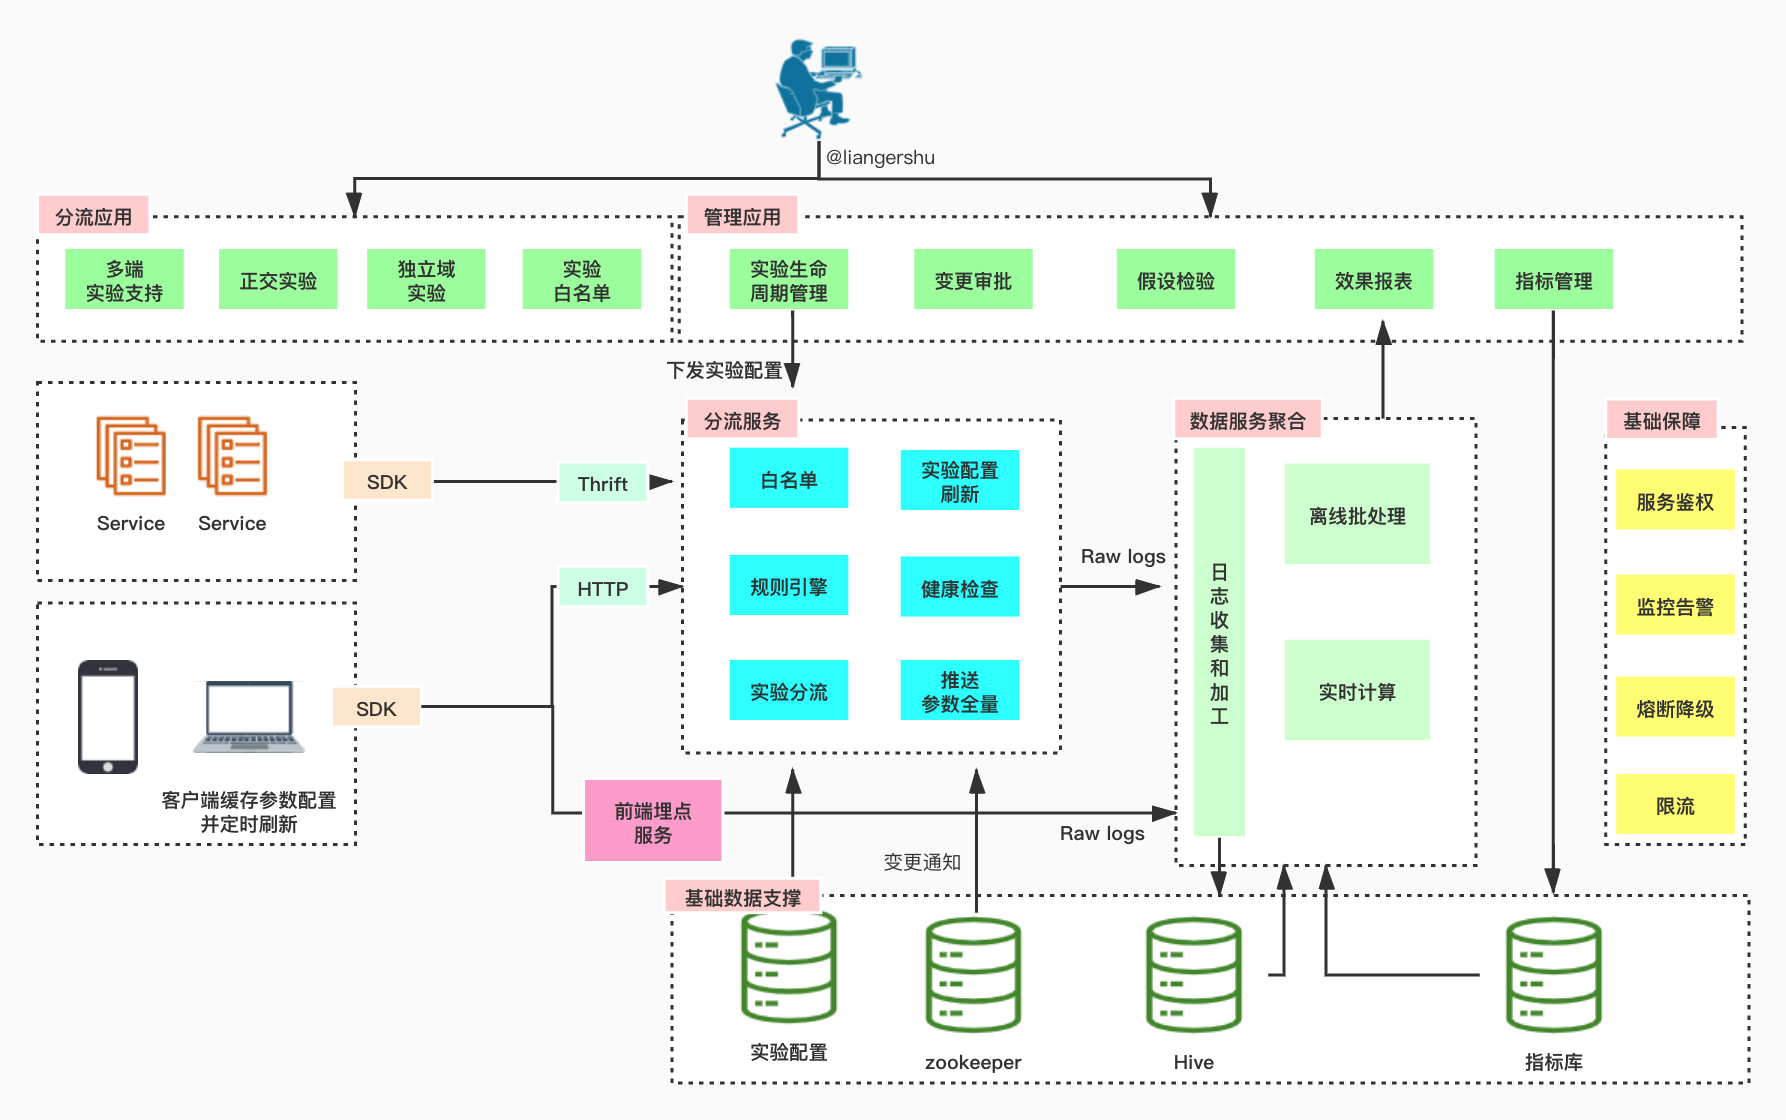 @liangershu
分流应用
多端
实验支持
正交实验
独立域
实验
实验
白名单
管理应用
实验生命
周期管理
变更审批
假设检验
效果报表
指标管理
下发实验配置
Service
Service
SDK
Thrift
HTTP
SDK
客户端缓存参数配置
并定时刷新
前端埋点
服务
分流服务
白名单
实验配置
刷新
规则引擎
健康检查
实验分流
推送
参数全量
Raw logs
Raw logs
变更通知
数据服务聚合
日
志
收
集
和
加
工
离线批处理
实时计算
基础保障
服务鉴权
监控告警
熔断降级
限流
基础数据支撑
实验配置
zookeeper
Hive
指标库